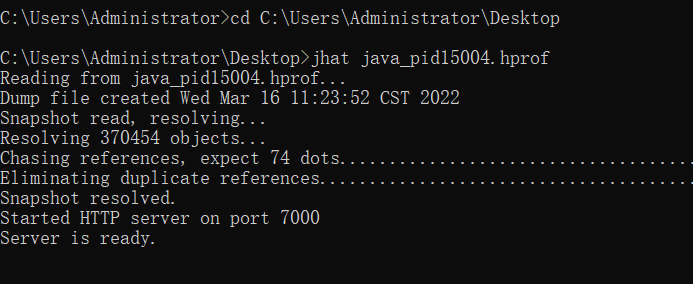 C:\Users\Administrator>cd C:\Users\Administrator\Desktop
C:\Users\Administrator\Desktop>jhat java_pid15004.hprof
Reading from java_pid15004.hprof...
Dump file created Wed Mar 16 11:23:52 CST 2022
Snapshot read, resolving...
Resolving 370454 objects...
Chasing references, expect 74 dots....................................
Eliminating duplicate references......................................
Snapshot resolved.
Started HTTP server on port 7000
Server is ready.